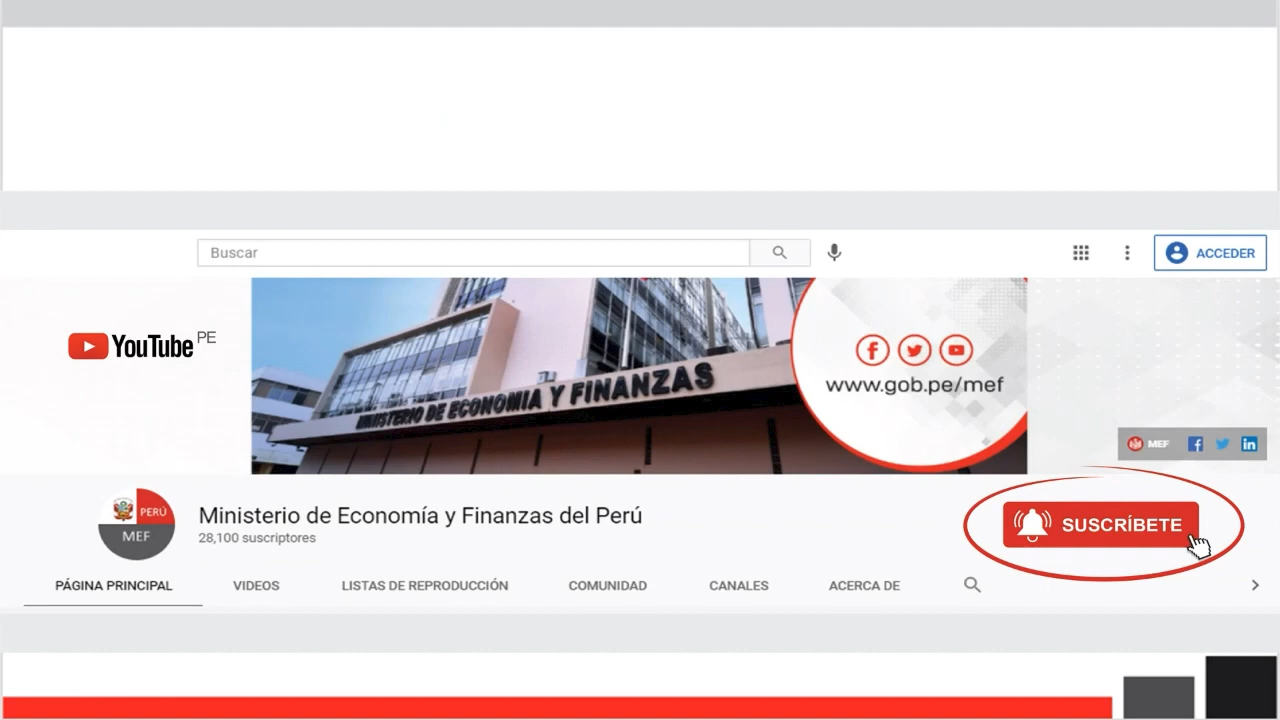 Buscar
ACCEDER
YouTube PE
MINISTERIO DE ECONOMIA Y FINANZAS
www.gob.pe/mef
MEF
PERÚ
MEF
Ministerio de Economía y Finanzas del Perú
28,100 suscriptores
SUSCRÍBETE
PÁGINA PRINCIPAL VIDEOS LISTAS DE REPRODUCCIÓN COMUNIDAD CANALES ACERCA DE